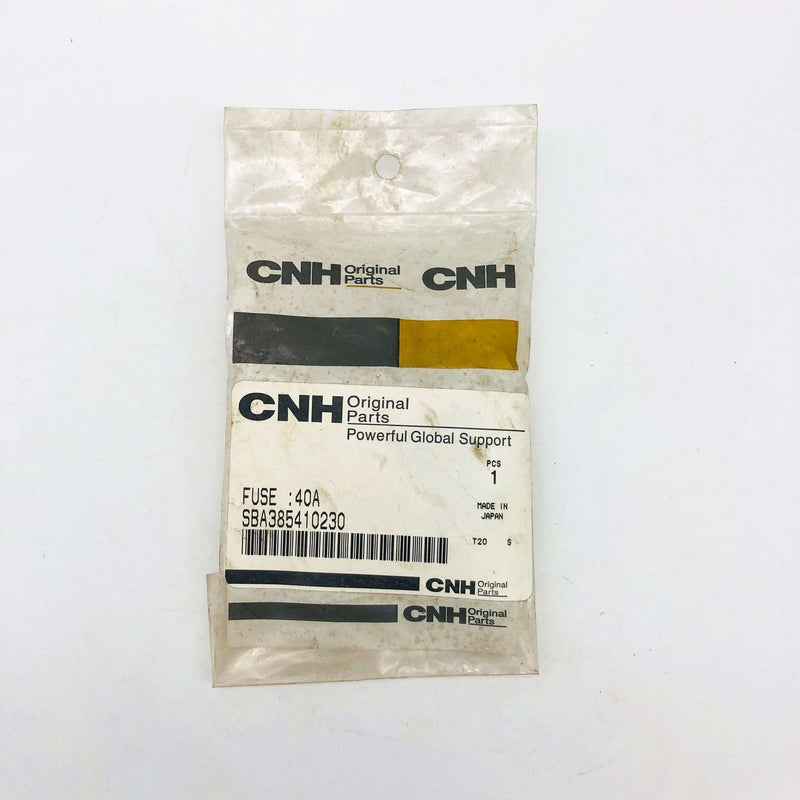 CNH Original Parts CNH
CNH Original Parts
Powerful Global Support
PCS
1
FUSE :40A
MADE IN JAPAN
SBA385410230
T20 S
CNH Original Parts
CNH Original Parts